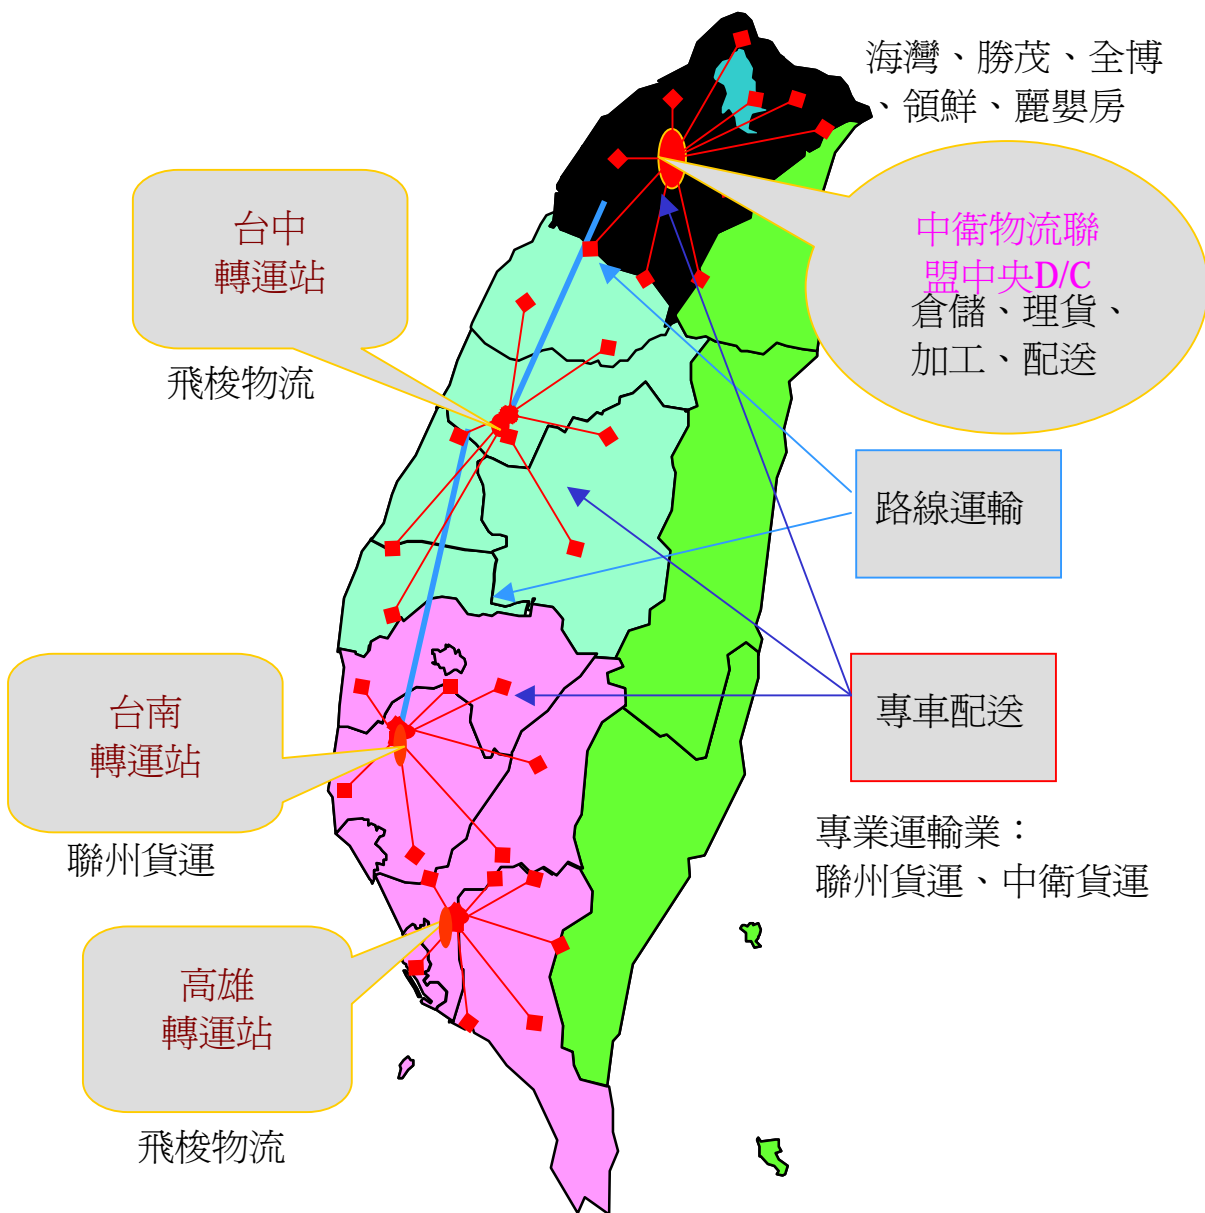 海灣、勝茂、全博
、領鮮、麗嬰房
台中
轉運站
飛梭物流
中衛物流聯
盟中央D/C
倉儲、理貨、
加工、配送
路線運輸
專車配送
台南
轉運站
聯州貨運
專業運輸業：
聯州貨運、中衛貨運
高雄
轉運站
飛梭物流